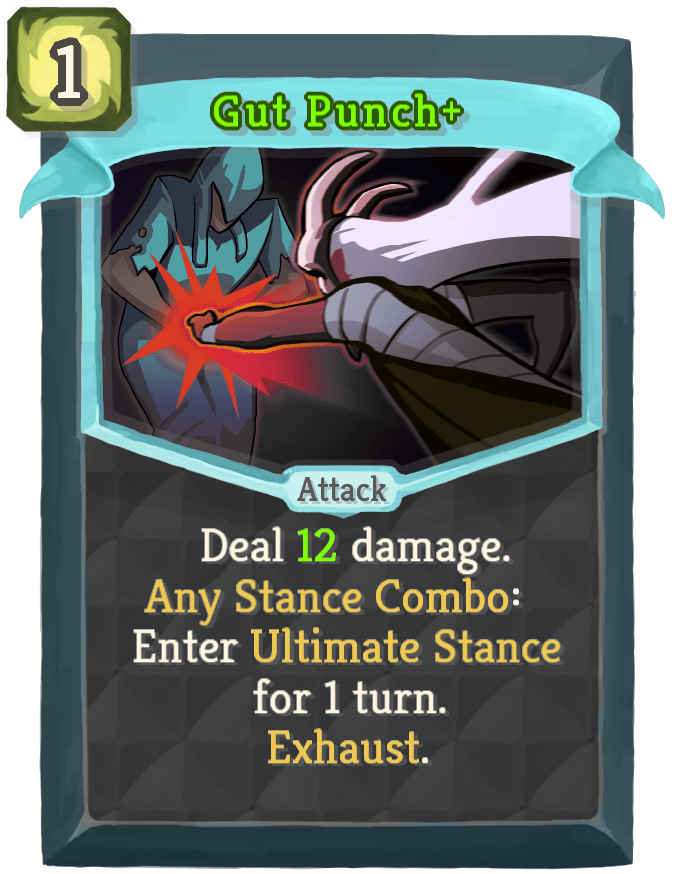 1
Gut Punch+
Attack
Deal 12 damage.
Any Stance Combo:
Enter Ultimate Stance
for 1 turn.
Exhaust.